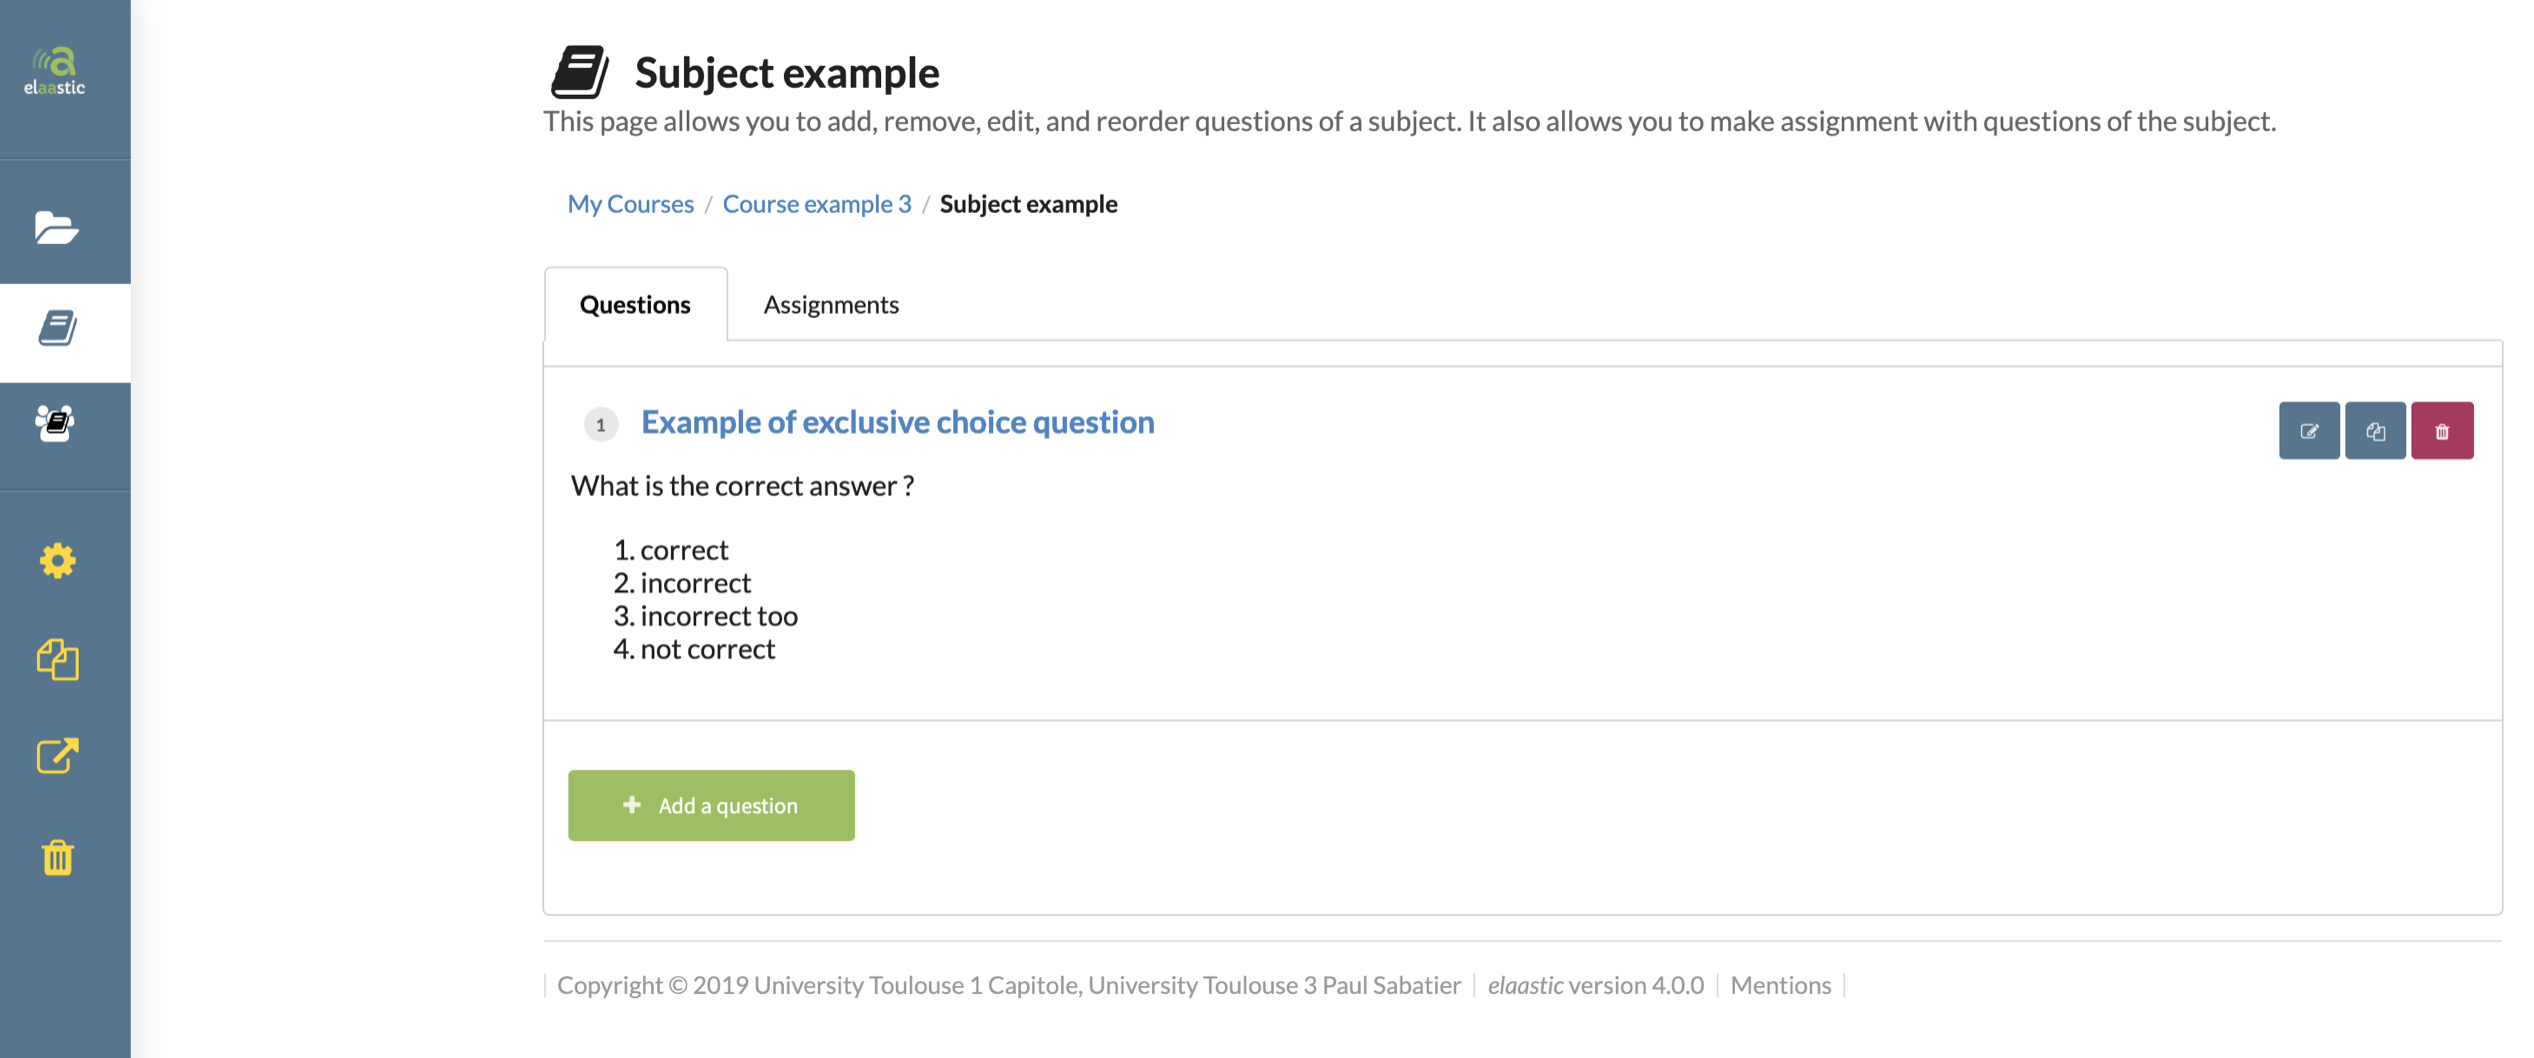 elaastic
Subject example
This page allows you to add, remove, edit, and reorder questions of a subject. It also allows you to make assignment with questions of the subject.
My Courses / Course example 3 / Subject example
Questions Assignments
1 Example of exclusive choice question
What is the correct answer ?
1. correct
2. incorrect
3. incorrect too
4. not correct
Add a question
Copyright © 2019 University Toulouse 1 Capitole, University Toulouse 3 Paul Sabatier | elaastic version 4.0.0 | Mentions |